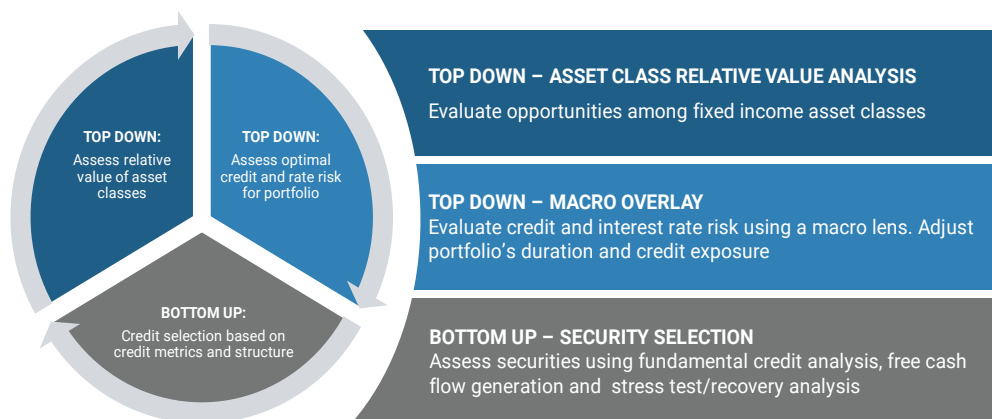 TOP DOWN:
Assess relative
value of asset
classes
TOP DOWN:
Assess optimal
credit and rate risk
for portfolio
BOTTOM UP:
Credit selection based on
credit metrics and structure
TOP DOWN – ASSET CLASS RELATIVE VALUE ANALYSIS
Evaluate opportunities among fixed income asset classes
TOP DOWN – MACRO OVERLAY
Evaluate credit and interest rate risk using a macro lens. Adjust
portfolio’s duration and credit exposure
BOTTOM UP – SECURITY SELECTION
Assess securities using fundamental credit analysis, free cash
flow generation and stress test/recovery analysis